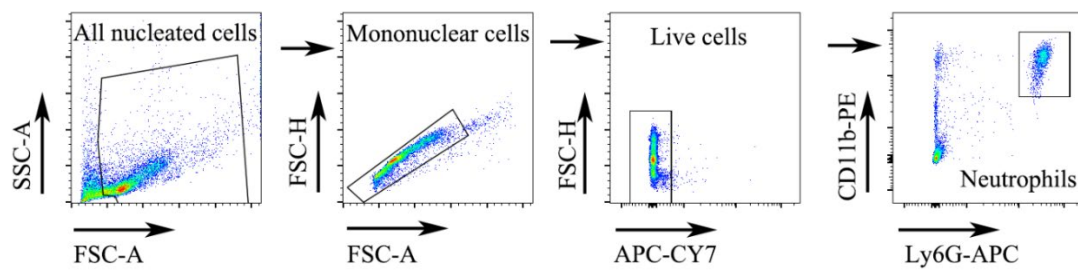 All nucleated cells
SSC-A
FSC-A
Mononuclear cells
FSC-H
FSC-A
Live cells
FSC-H
APC-CY7
CD11b-PE
Neutrophils
Ly6G-APC